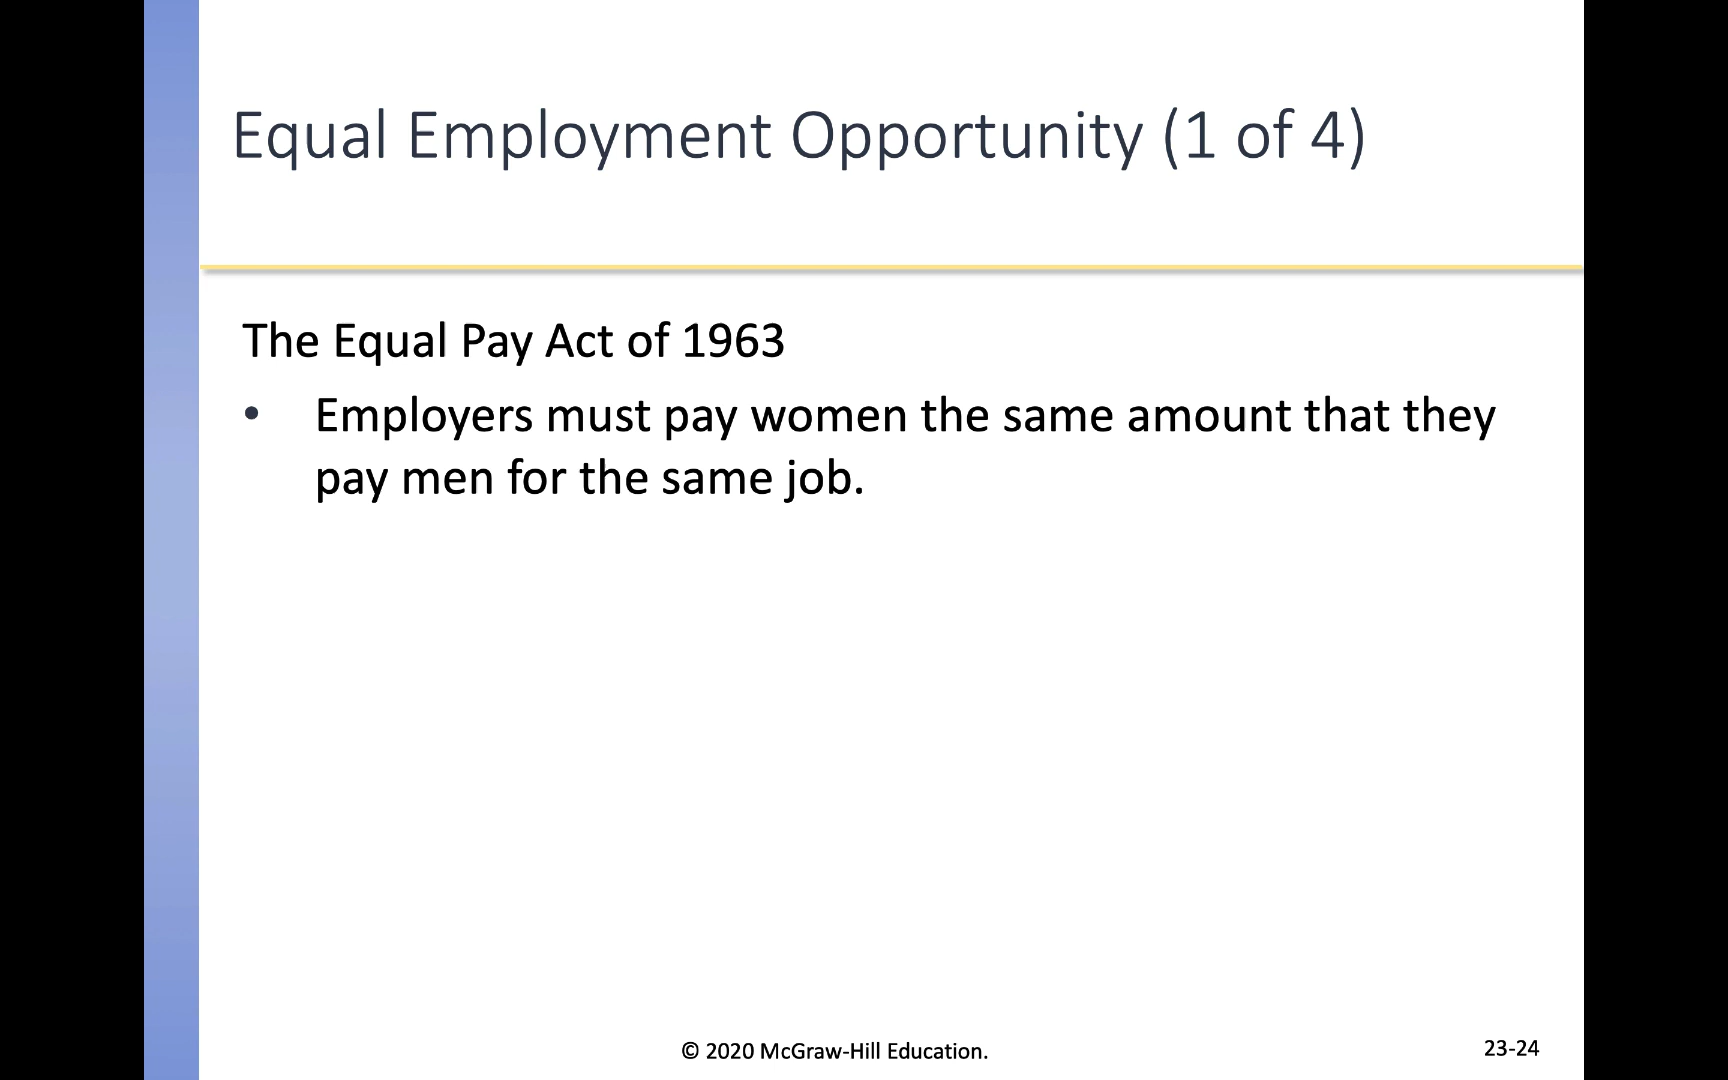 Equal Employment Opportunity (1 of 4)
The Equal Pay Act of 1963
• Employers must pay women the same amount that they
pay men for the same job.
© 2020 McGraw-Hill Education.
23-24